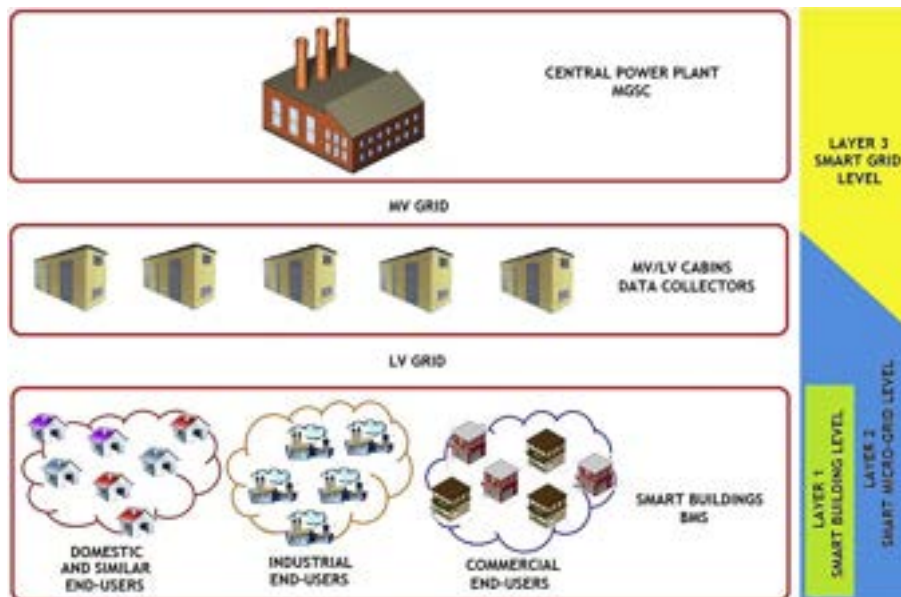 CENTRAL POWER PLANT
MGSC
LAYER 3
SMART GRID
LEVEL
MV GRID
MV/LV CABINS
DATA COLLECTORS
LV GRID
SMART BUILDINGS
BMS
LAYER 1
SMART BUILDING LEVEL
LAYER 2
SMART MICRO-GRID LEVEL
DOMESTIC
AND SIMILAR
END-USERS
INDUSTRIAL
END-USERS
COMMERCIAL
END-USERS